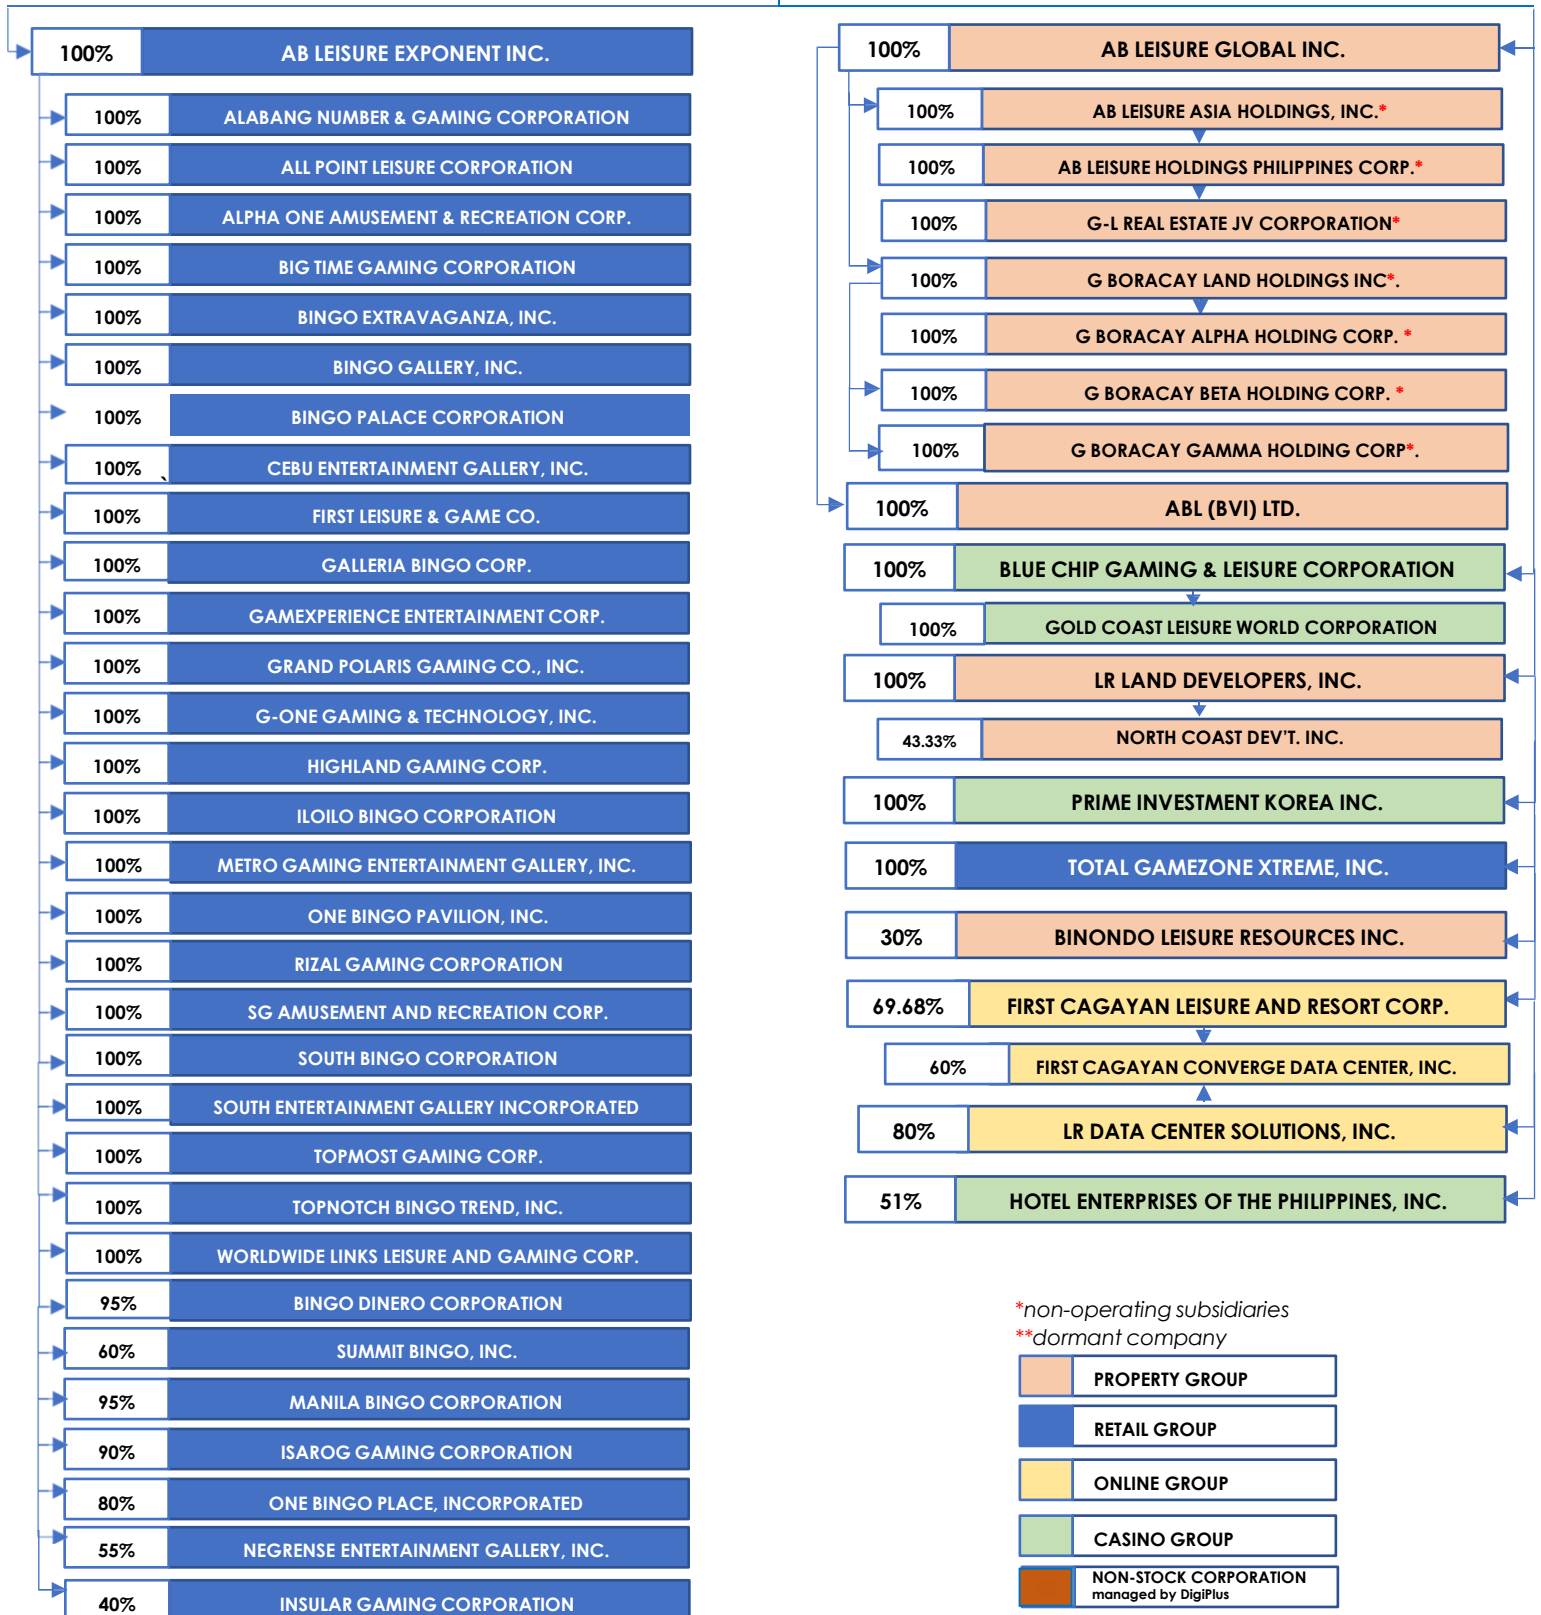 100% AB LEISURE EXPONENT INC.
100% ALABANG NUMBER & GAMING CORPORATION
100% ALL POINT LEISURE CORPORATION
100% ALPHA ONE AMUSEMENT & RECREATION CORP.
100% BIG TIME GAMING CORPORATION
100% BINGO EXTRAVAGANZA, INC.
100% BINGO GALLERY, INC.
100% BINGO PALACE CORPORATION
100% ` CEBU ENTERTAINMENT GALLERY, INC.
100% FIRST LEISURE & GAME CO.
100% GALLERIA BINGO CORP.
100% GAMEXPERIENCE ENTERTAINMENT CORP.
100% GRAND POLARIS GAMING CO., INC.
100% G-ONE GAMING & TECHNOLOGY, INC.
100% HIGHLAND GAMING CORP.
100% ILOILO BINGO CORPORATION
100% METRO GAMING ENTERTAINMENT GALLERY, INC.
100% ONE BINGO PAVILION, INC.
100% RIZAL GAMING CORPORATION
100% SG AMUSEMENT AND RECREATION CORP.
100% SOUTH BINGO CORPORATION
100% SOUTH ENTERTAINMENT GALLERY INCORPORATED
100% TOPMOST GAMING CORP.
100% TOPNOTCH BINGO TREND, INC.
100% WORLDWIDE LINKS LEISURE AND GAMING CORP.
95% BINGO DINERO CORPORATION
60% SUMMIT BINGO, INC.
95% MANILA BINGO CORPORATION
90% ISAROG GAMING CORPORATION
80% ONE BINGO PLACE, INCORPORATED
55% NEGRENSE ENTERTAINMENT GALLERY, INC.
40% INSULAR GAMING CORPORATION
100% AB LEISURE GLOBAL INC.
100% AB LEISURE ASIA HOLDINGS, INC.*
100% AB LEISURE HOLDINGS PHILIPPINES CORP.*
100% G-L REAL ESTATE JV CORPORATION*
100% G BORACAY LAND HOLDINGS INC*.
100% G BORACAY ALPHA HOLDING CORP. *
100% G BORACAY BETA HOLDING CORP. *
100% G BORACAY GAMMA HOLDING CORP*.
100% ABL (BVI) LTD.
100% BLUE CHIP GAMING & LEISURE CORPORATION
100% GOLD COAST LEISURE WORLD CORPORATION
100% LR LAND DEVELOPERS, INC.
43.33% NORTH COAST DEV'T. INC.
100% PRIME INVESTMENT KOREA INC.
100% TOTAL GAMEZONE XTREME, INC.
30% BINONDO LEISURE RESOURCES INC.
69.68% FIRST CAGAYAN LEISURE AND RESORT CORP.
60% FIRST CAGAYAN CONVERGE DATA CENTER, INC.
80% LR DATA CENTER SOLUTIONS, INC.
51% HOTEL ENTERPRISES OF THE PHILIPPINES, INC.
*non-operating subsidiaries
**dormant company
PROPERTY GROUP
RETAIL GROUP
ONLINE GROUP
CASINO GROUP
NON-STOCK CORPORATION
managed by DigiPlus